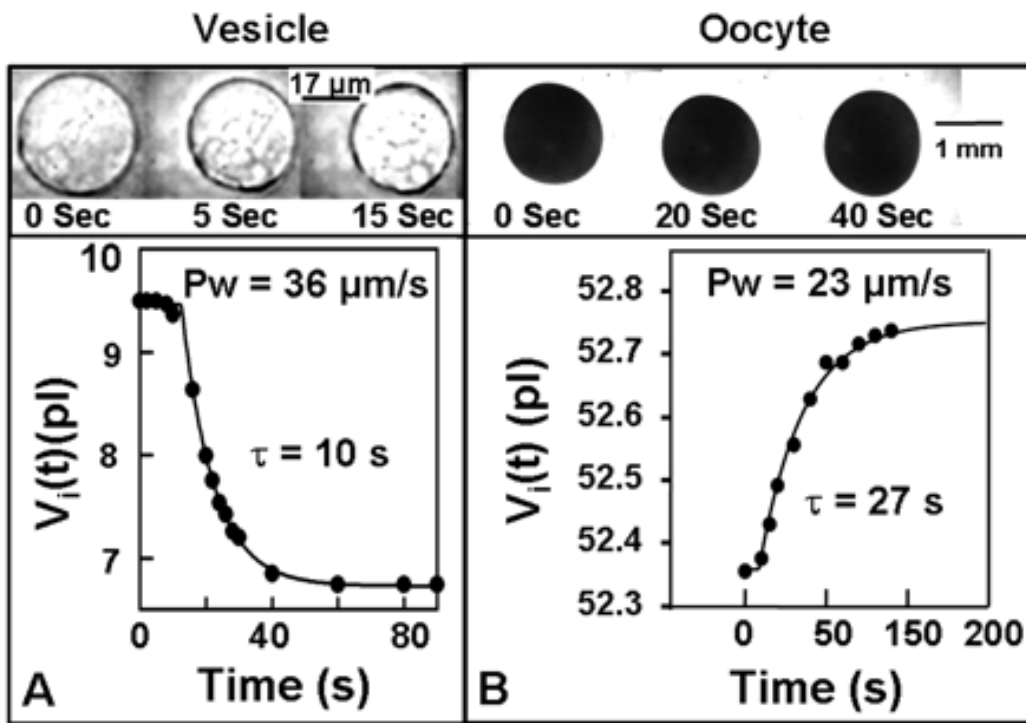 Vesicle
Oocyte
17 µm
0 Sec
5 Sec
15 Sec
1 mm
0 Sec
20 Sec
40 Sec
10
9
8
7
Vi(t)(pl)
Pw = 36 µm/s
τ = 10 s
0
40
80
A
Time (s)
52.8
52.7
52.6
52.5
52.4
52.3
Vi(t) (pl)
Pw = 23 µm/s
τ = 27 s
0
50
150
200
B
Time (s)